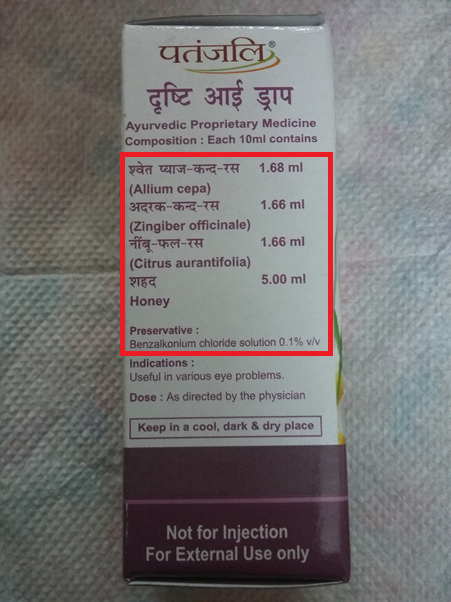 पतंजलि®
दृष्टि आई ड्राप
Ayurvedic Proprietary Medicine
Composition : Each 10ml contains
श्वेत प्याज-कन्द-रस 1.68 ml
(Allium cepa)
अदरक-कन्द-रस 1.66 ml
(Zingiber officinale)
नींबू-फल-रस 1.66 ml
(Citrus aurantifolia)
शहद 5.00 ml
Honey
Preservative :
Benzalkonium chloride solution 0.1% v/v
Indications :
Useful in various eye problems.
Dose : As directed by the physician
Keep in a cool, dark & dry place
Not for Injection
For External Use only